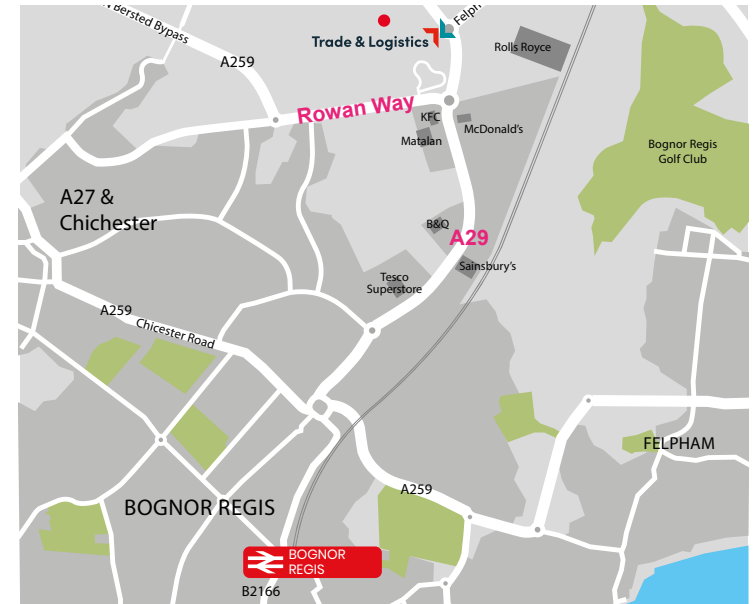 Bersted Bypass
Felph
Trade & Logistics
Rolls Royce
A259
Rowan Way
KFC
McDonald's
Matalan
Bognor Regis
Golf Club
A27 &
Chichester
B&Q
A29
Sainsbury's
Tesco
Superstore
A259
Chicester Road
FELPHAM
A259
BOGNOR REGIS
BOGNOR
REGIS
B2166